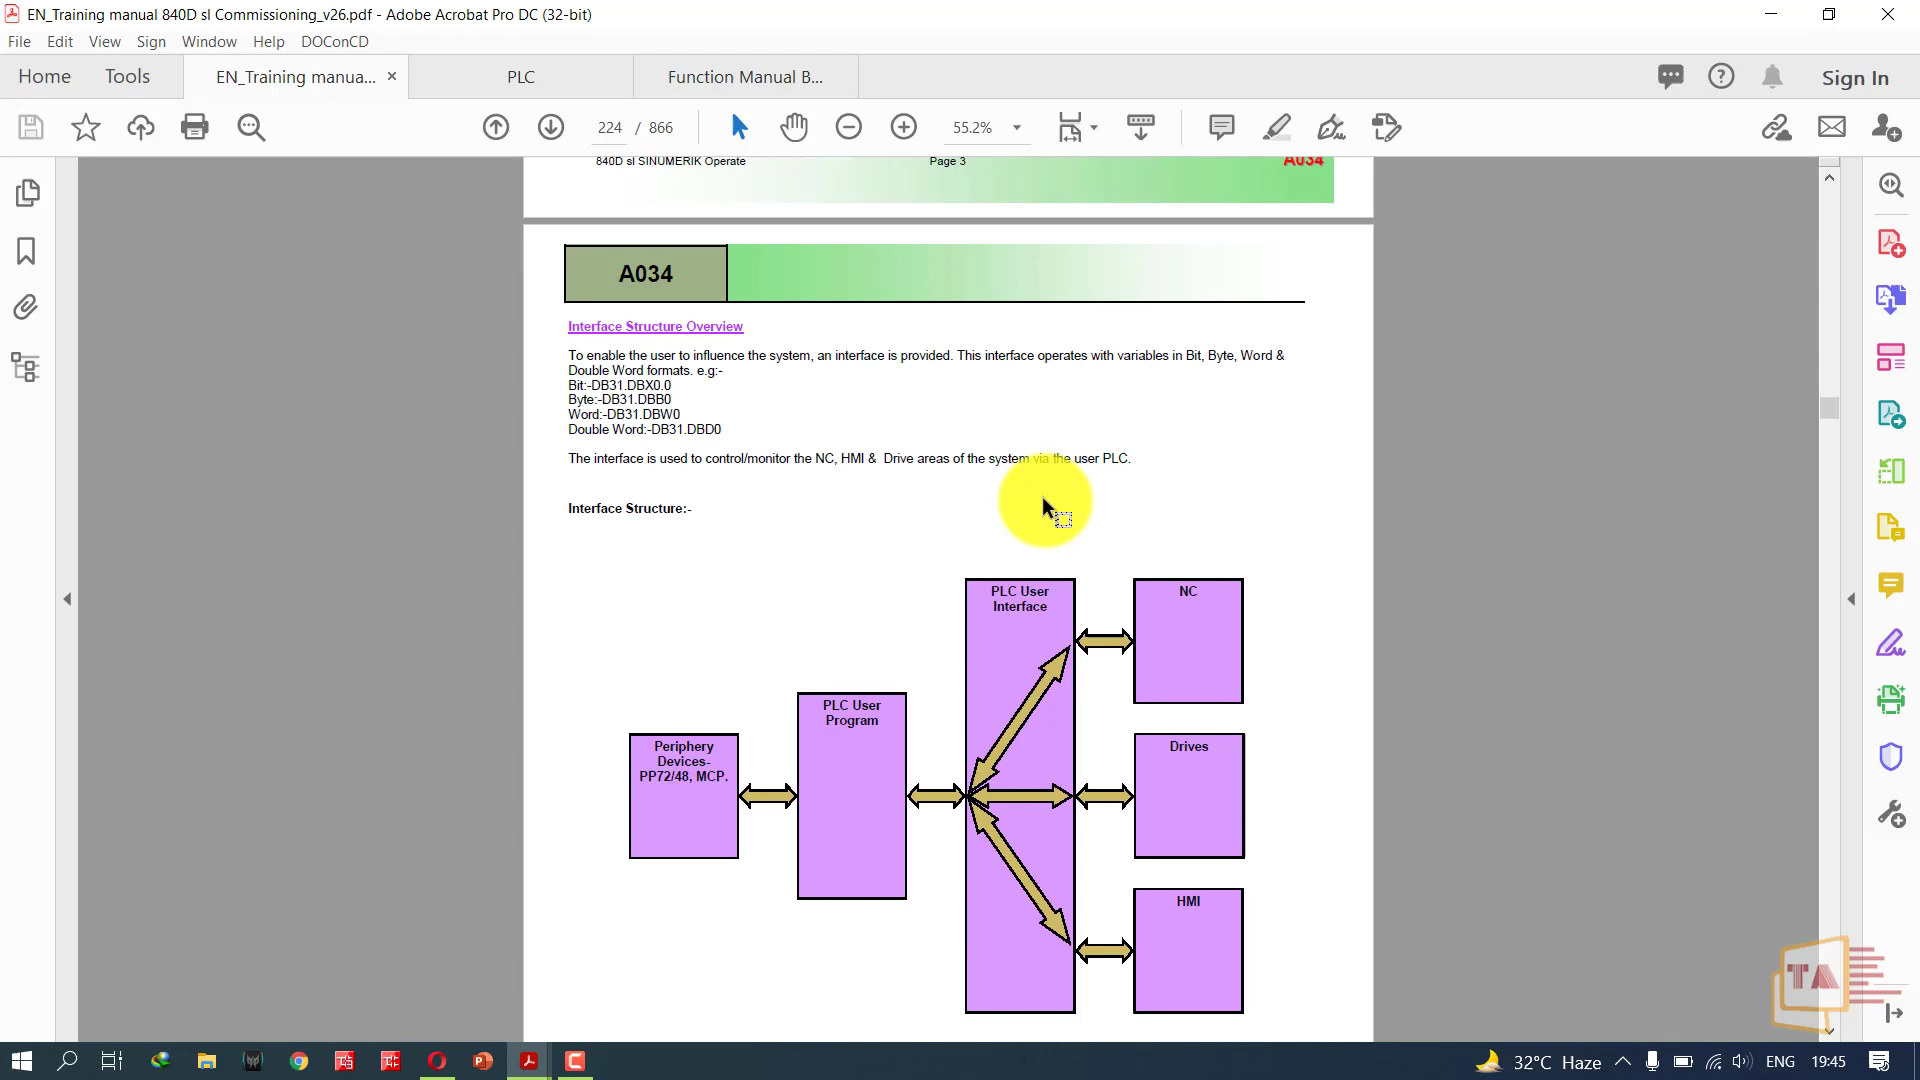 EN_Training manual 840D sl Commissioning_v26.pdf - Adobe Acrobat Pro DC (32-bit)
File Edit View Sign Window Help DOConCD
Home Tools EN_Training manua... × PLC Function Manual B... Sign In
224 / 866 55.2%
840D sl SINUMERIK Operate Page 3 A034
A034
Interface Structure Overview
To enable the user to influence the system, an interface is provided. This interface operates with variables in Bit, Byte, Word &
Double Word formats. e.g:-
Bit:-DB31.DBX0.0
Byte:-DB31.DBB0
Word:-DB31.DBW0
Double Word:-DB31.DBD0
The interface is used to control/monitor the NC, HMI & Drive areas of the system via the user PLC.
Interface Structure:-
PLC User
Interface
NC
PLC User
Program
Periphery
Devices-
PP72/48, MCP.
Drives
HMI
TA
32°C Haze ENG 19:45